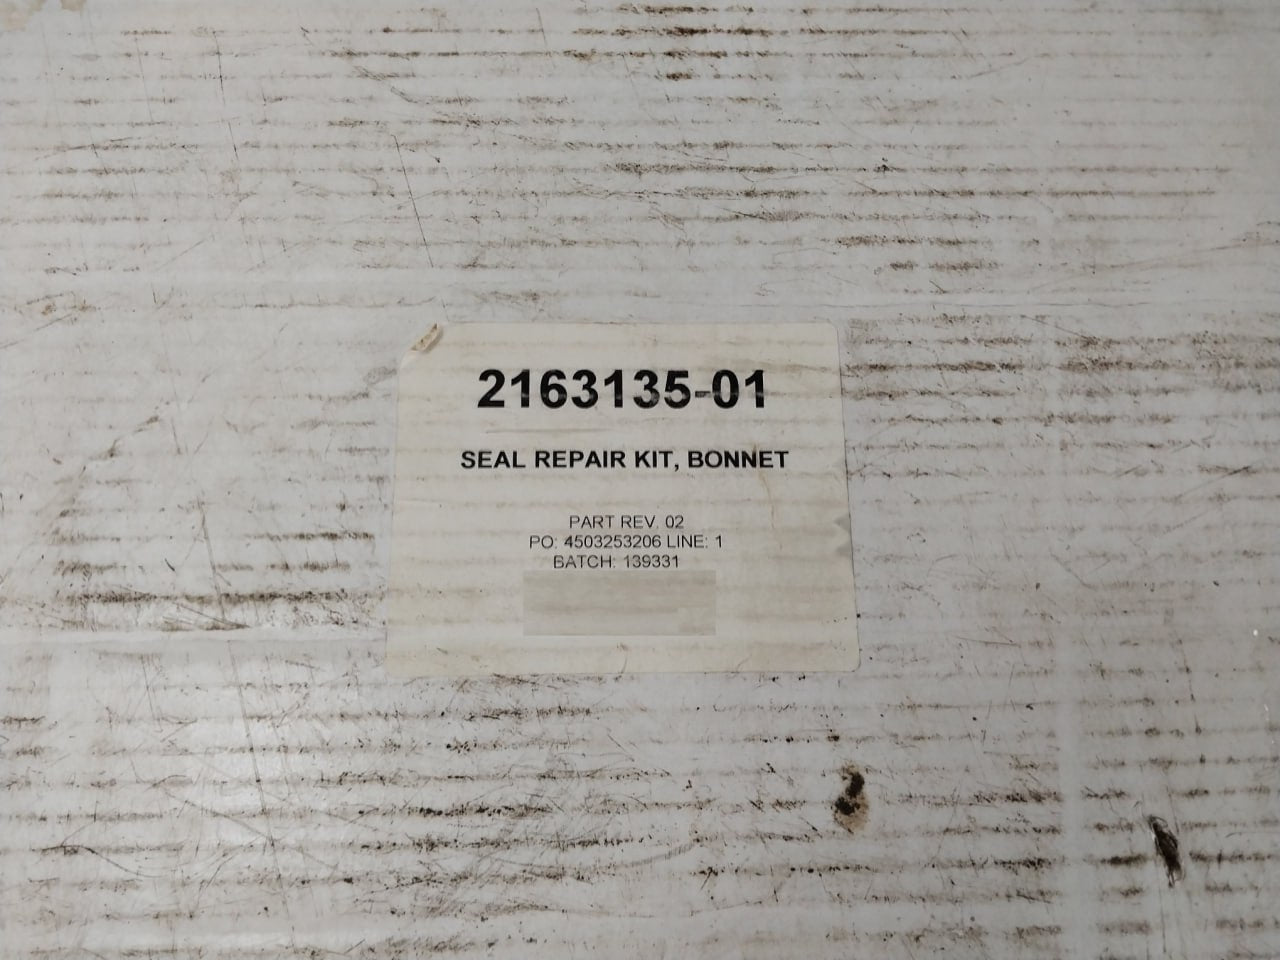 2163135-01
SEAL REPAIR KIT, BONNET
PART REV. 02
PO: 4503253206 LINE: 1
BATCH: 139331